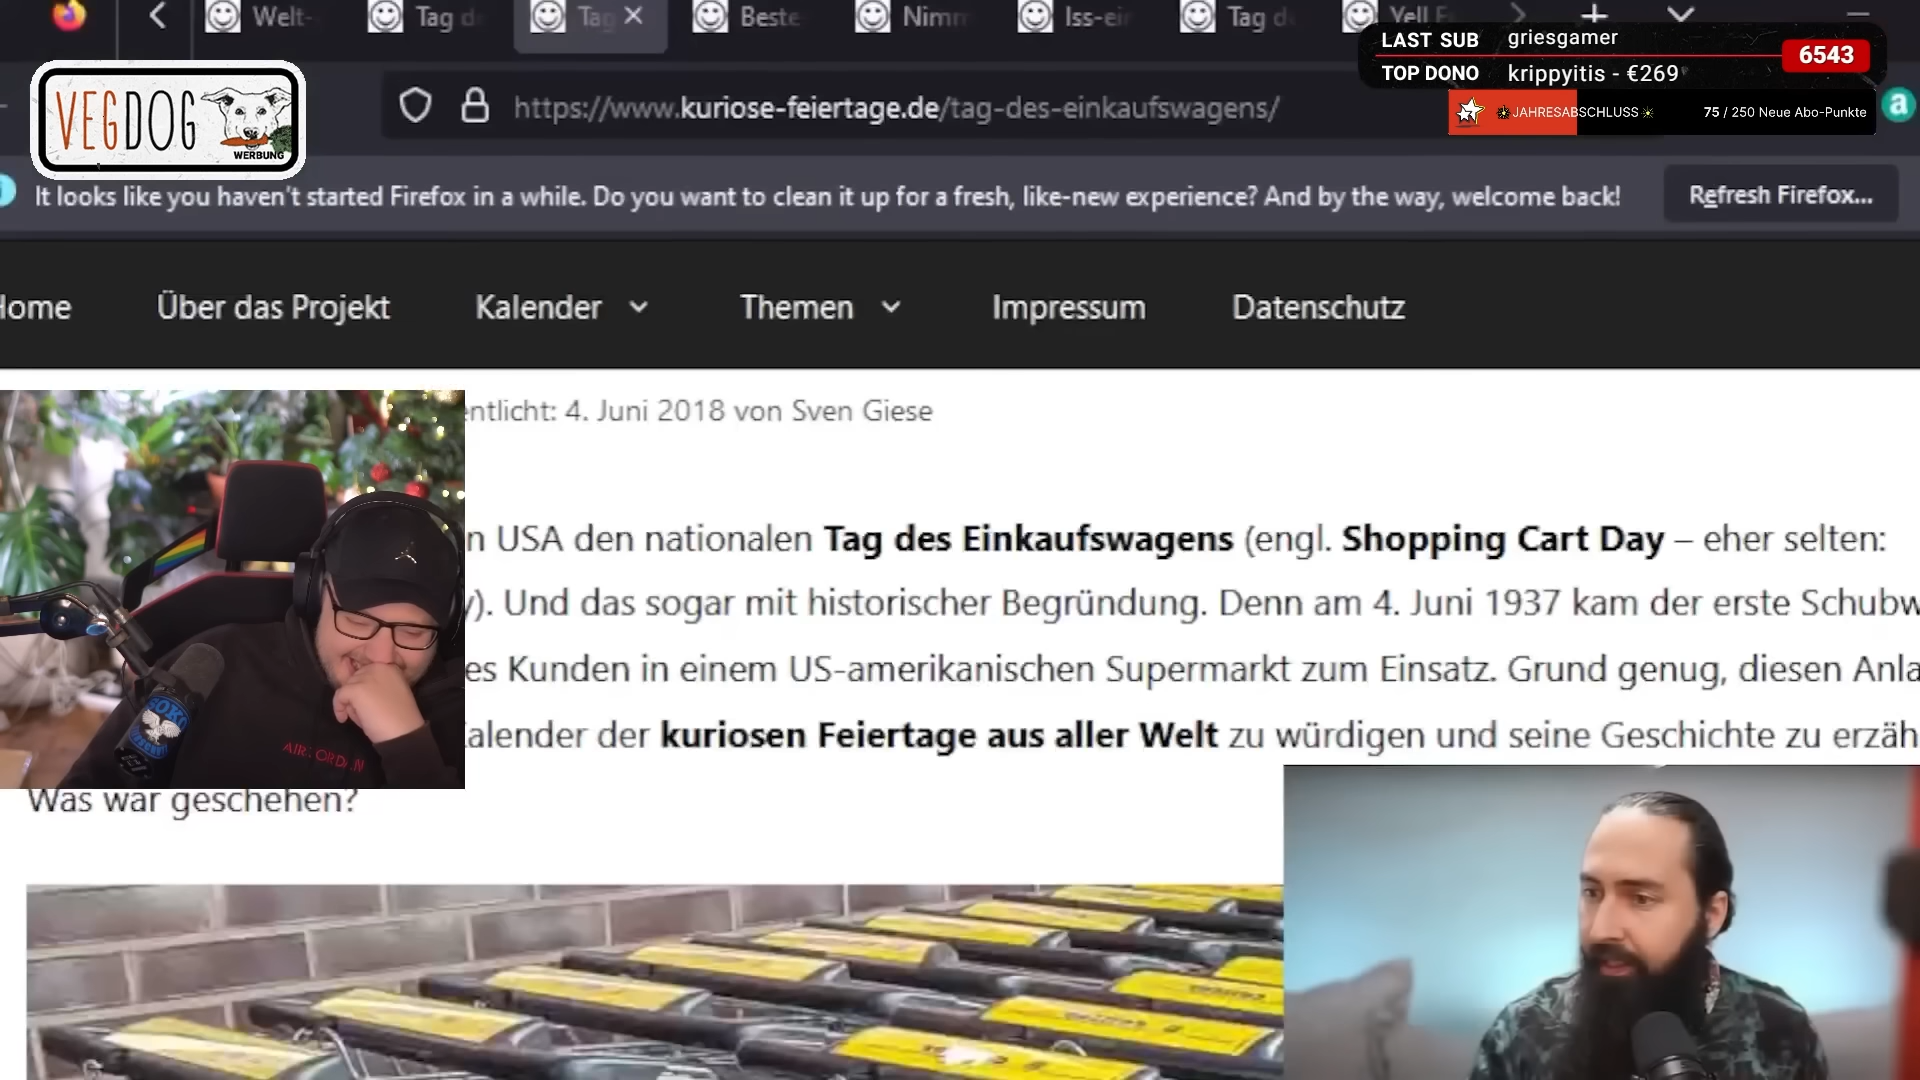 Welt-
Tag d
Tag
Beste
Nimm
Iss-ein
Tag d
Yell F
LAST SUB griesgamer
6543
TOP DONO krippyitis - €269
JAHRESABSCHLUSS
75 / 250 Neue Abo-Punkte
a
VEGDOG
WERBUNG
https://www.kuriose-feiertage.de/tag-des-einkaufswagens/
It looks like you haven't started Firefox in a while. Do you want to clean it up for a fresh, like-new experience? And by the way, welcome back!
Refresh Firefox...
Home
Über das Projekt
Kalender
Themen
Impressum
Datenschutz
entlicht: 4. Juni 2018 von Sven Giese
n USA den nationalen Tag des Einkaufswagens (engl. Shopping Cart Day – eher selten:
y). Und das sogar mit historischer Begründung. Denn am 4. Juni 1937 kam der erste Schubw
es Kunden in einem US-amerikanischen Supermarkt zum Einsatz. Grund genug, diesen Anla
alender der kuriosen Feiertage aus aller Welt zu würdigen und seine Geschichte zu erzäh
Was war geschehen?